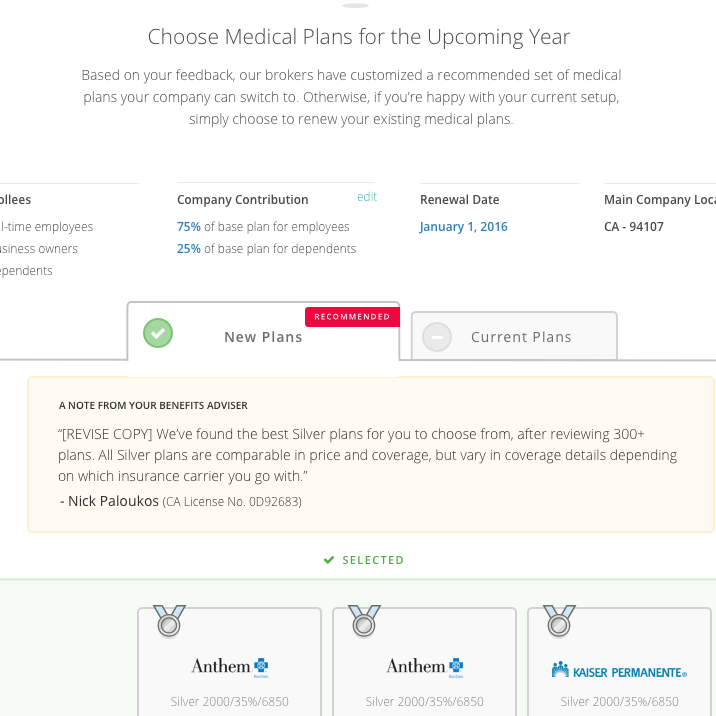 Choose Medical Plans for the Upcoming Year
Based on your feedback, our brokers have customized a recommended set of medical
plans your company can switch to. Otherwise, if you're happy with your current setup,
simply choose to renew your existing medical plans.
ollees
l-time employees
usiness owners
ependents
Company Contribution edit
75% of base plan for employees
25% of base plan for dependents
Renewal Date
January 1, 2016
Main Company Loca
CA - 94107
RECOMMENDED
New Plans
Current Plans
A NOTE FROM YOUR BENEFITS ADVISER
“[REVISE COPY] We’ve found the best Silver plans for you to choose from, after reviewing 300+
plans. All Silver plans are comparable in price and coverage, but vary in coverage details depending
on which insurance carrier you go with.”
- Nick Paloukos (CA License No. 0D92683)
SELECTED
Anthem
Silver 2000/35%/6850
Anthem
Silver 2000/35%/6850
KAISER PERMANENTE®
Silver 2000/35%/6850